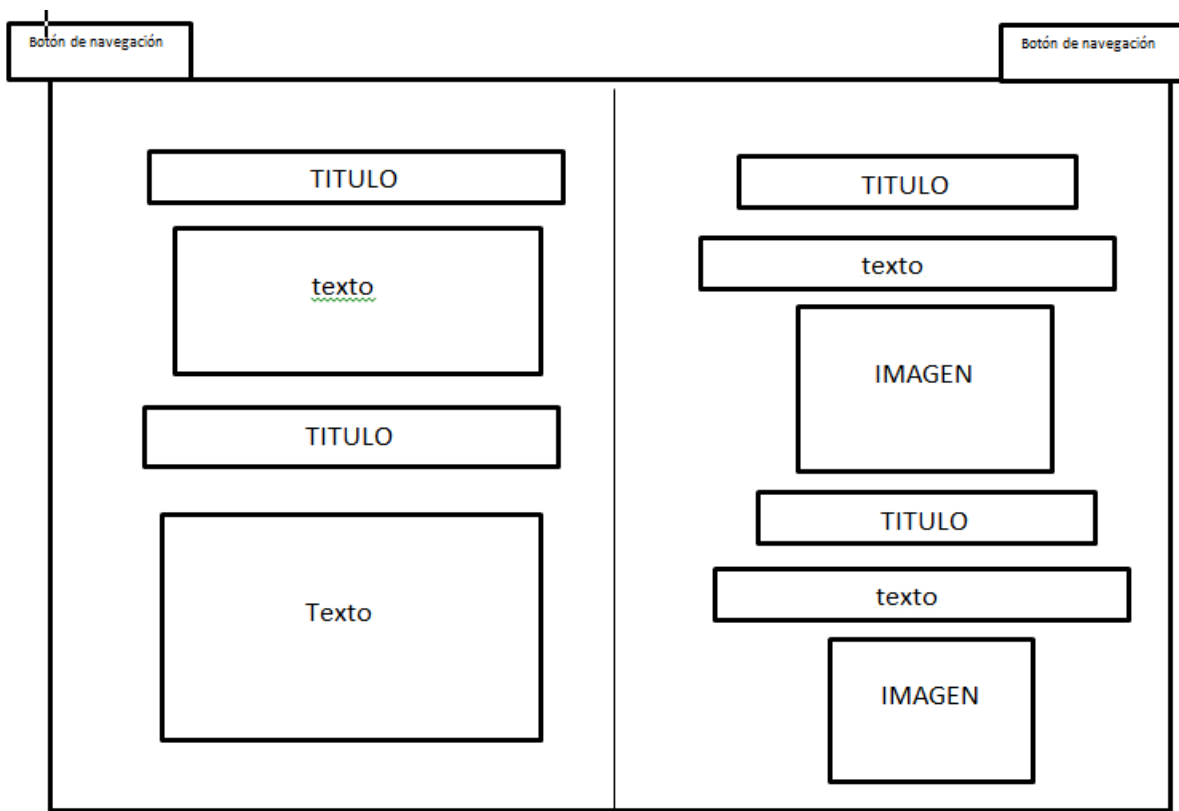 Botón de navegación
Botón de navegación
TITULO
texto
TITULO
Texto
TITULO
texto
IMAGEN
TITULO
texto
IMAGEN